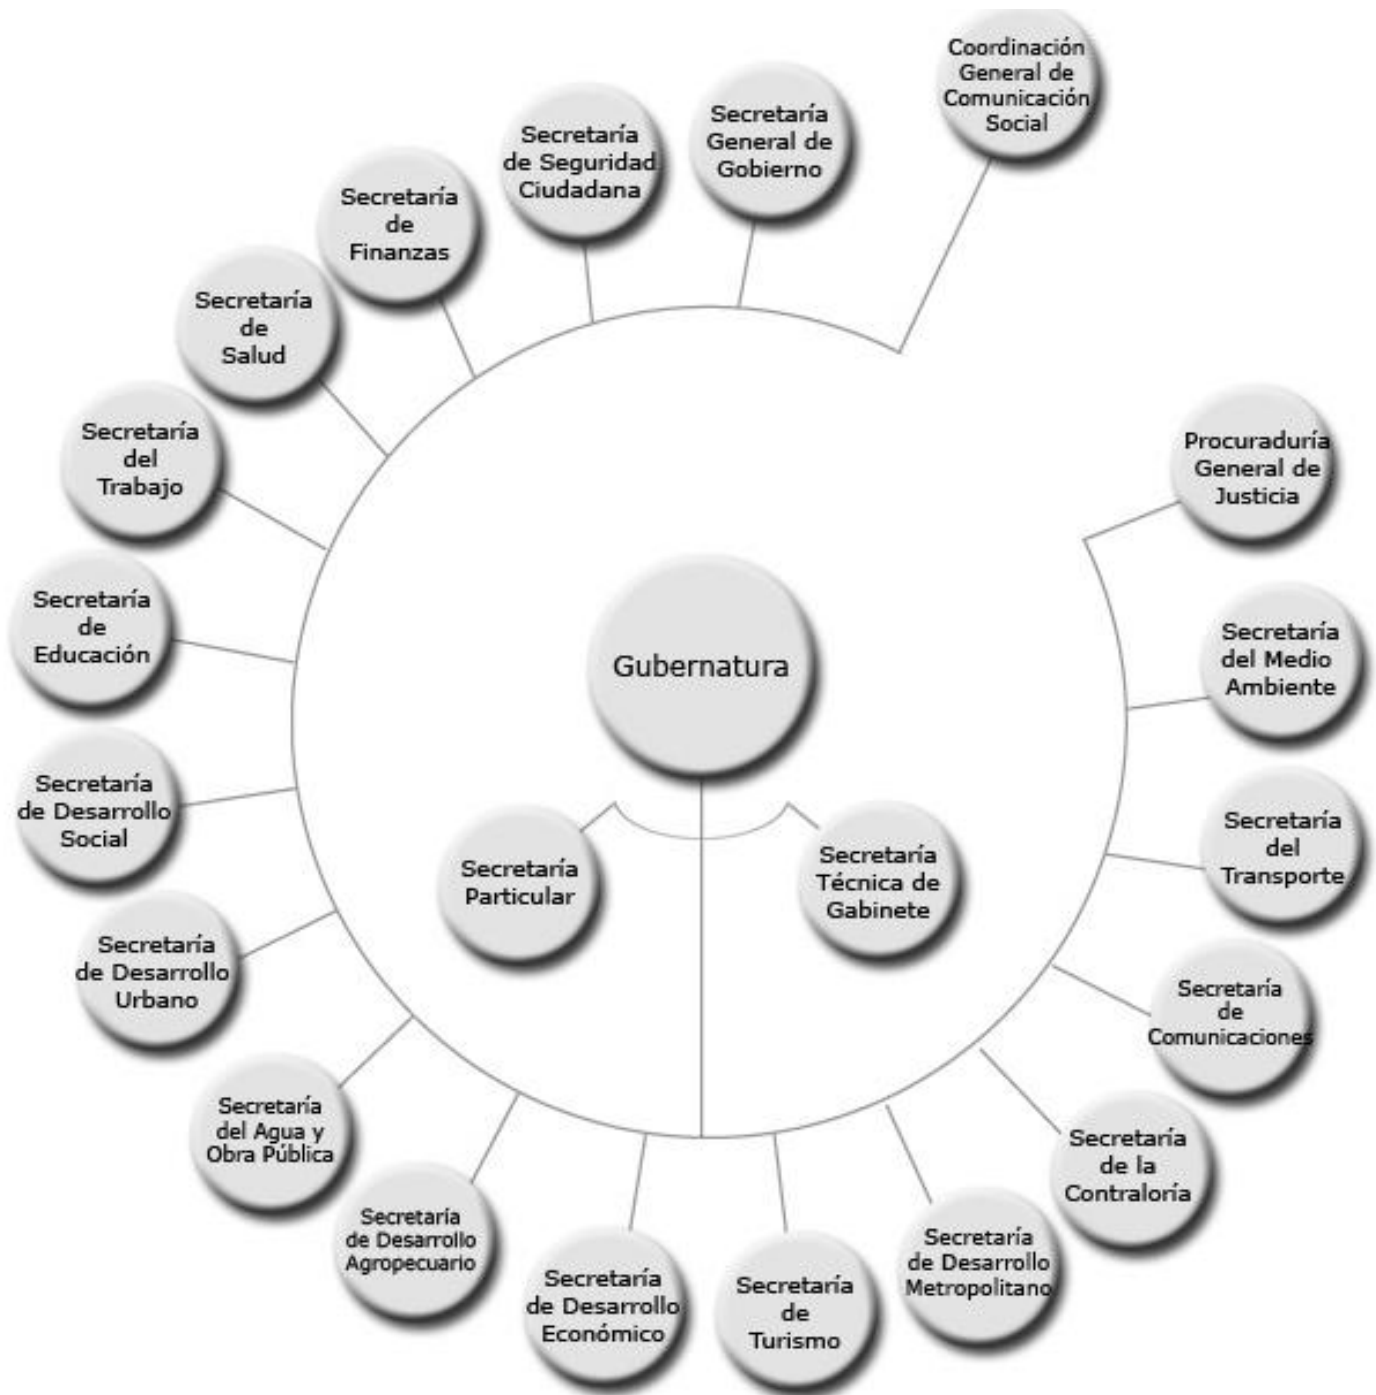 Coordinación
General de
Comunicación
Social
Secretaría
General de
Gobierno
Secretaría
de Seguridad
Ciudadana
Secretaría
de
Finanzas
Secretaría
de
Salud
Secretaría
del
Trabajo
Secretaría
de
Educación
Secretaría
de Desarrollo
Social
Secretaría
de Desarrollo
Urbano
Secretaría
del Agua y
Obra Pública
Secretaría
de Desarrollo
Agropecuario
Secretaría
de Desarrollo
Económico
Secretaría
de
Turismo
Secretaría
de Desarrollo
Metropolitano
Secretaría
de la
Contraloría
Secretaría
de
Comunicaciones
Secretaría
del
Transporte
Secretaría
del Medio
Ambiente
Procuraduría
General de
Justicia
Gubernatura
Secretaría
Particular
Secretaría
Técnica de
Gabinete